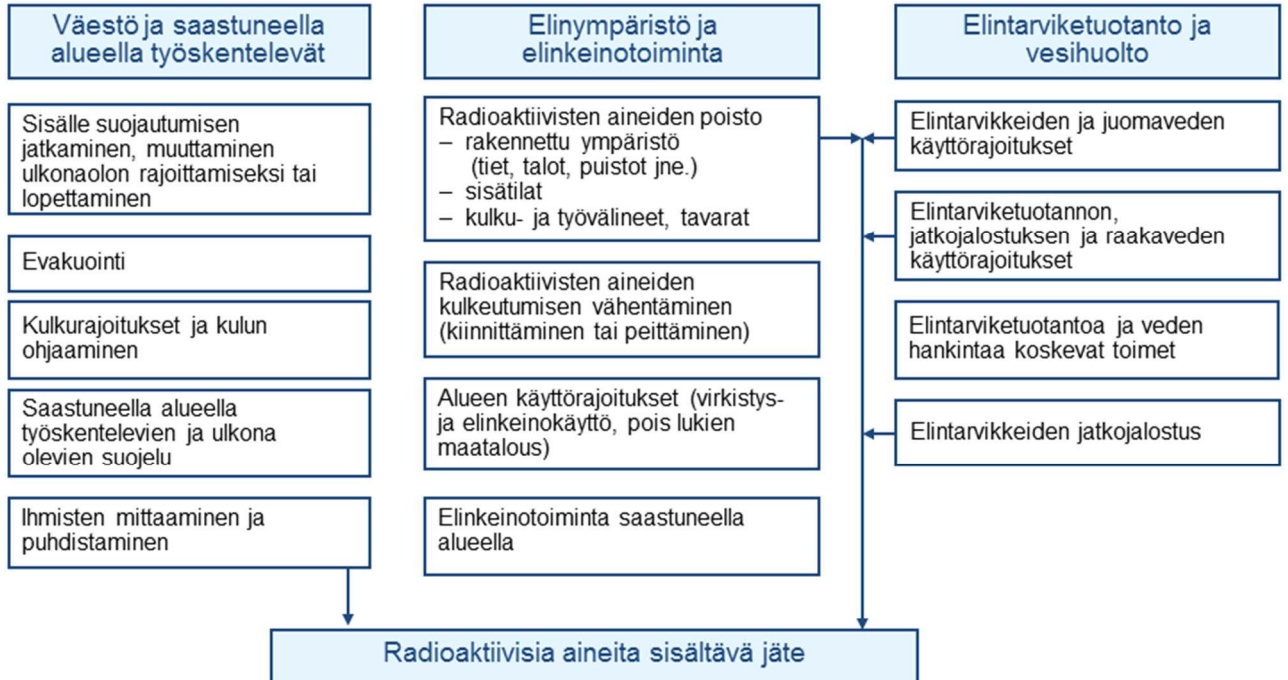 Väestö ja saastuneella
alueella työskentelevät
Sisälle suojautumisen
jatkaminen, muuttaminen
ulkonaolon rajoittamiseksi tai
lopettaminen
Evakuointi
Kulkurajoitukset ja kulun
ohjaaminen
Saastuneella alueella
työskentelevien ja ulkona
olevien suojelu
Ihmisten mittaaminen ja
puhdistaminen
Elinympäristö ja
elinkeinotoiminta
Radioaktiivisten aineiden poisto
– rakennettu ympäristö
(tiet, talot, puistot jne.)
– sisätilat
– kulku- ja työvälineet, tavarat
Radioaktiivisten aineiden
kulkeutumisen vähentäminen
(kiinnittäminen tai peittäminen)
Alueen käyttörajoitukset (virkistys-
ja elinkeinokäyttö, pois lukien
maatalous)
Elinkeinotoiminta saastuneella
alueella
Elintarviketuotanto ja
vesihuolto
Elintarvikkeiden ja juomaveden
käyttörajoitukset
Elintarviketuotannon,
jatkojalostuksen ja raakaveden
käyttörajoitukset
Elintarviketuotantoa ja veden
hankintaa koskevat toimet
Elintarvikkeiden jatkojalostus
Radioaktiivisia aineita sisältävä jäte